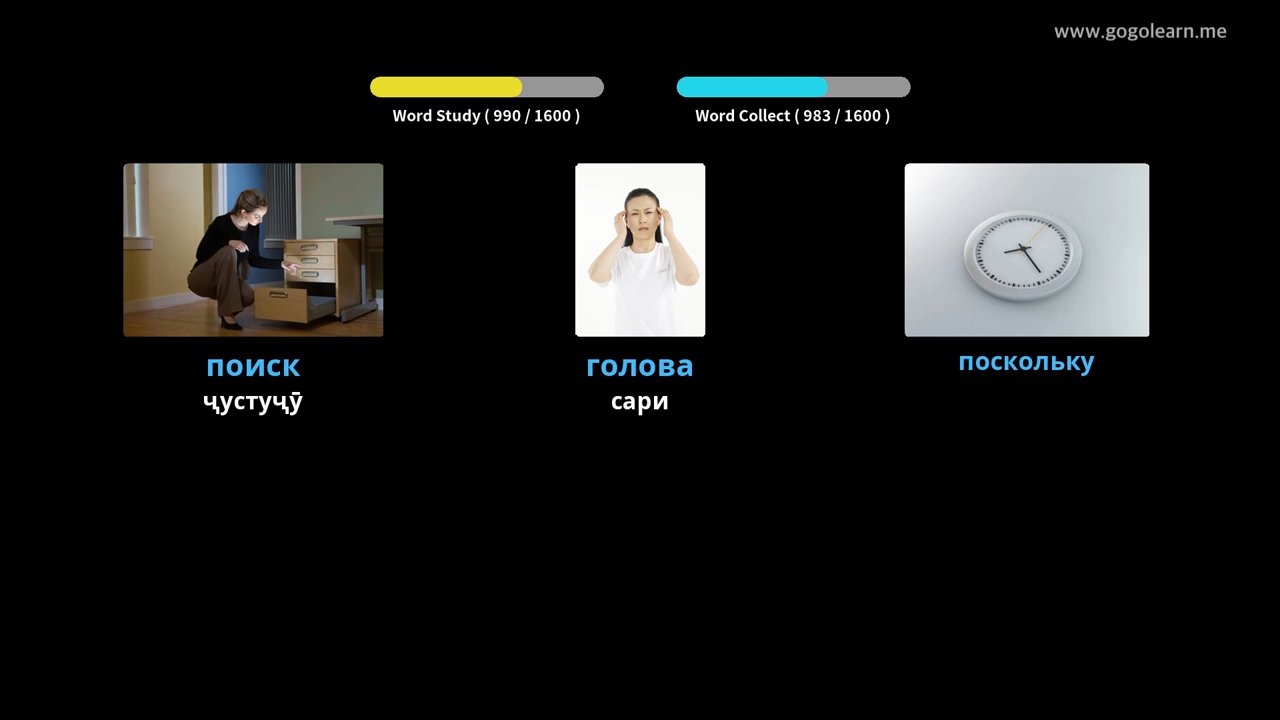 www.gogolearn.me
Word Study ( 990 / 1600 )
Word Collect ( 983 / 1600 )
поиск
ҷустуҷӯ
голова
сари
поскольку